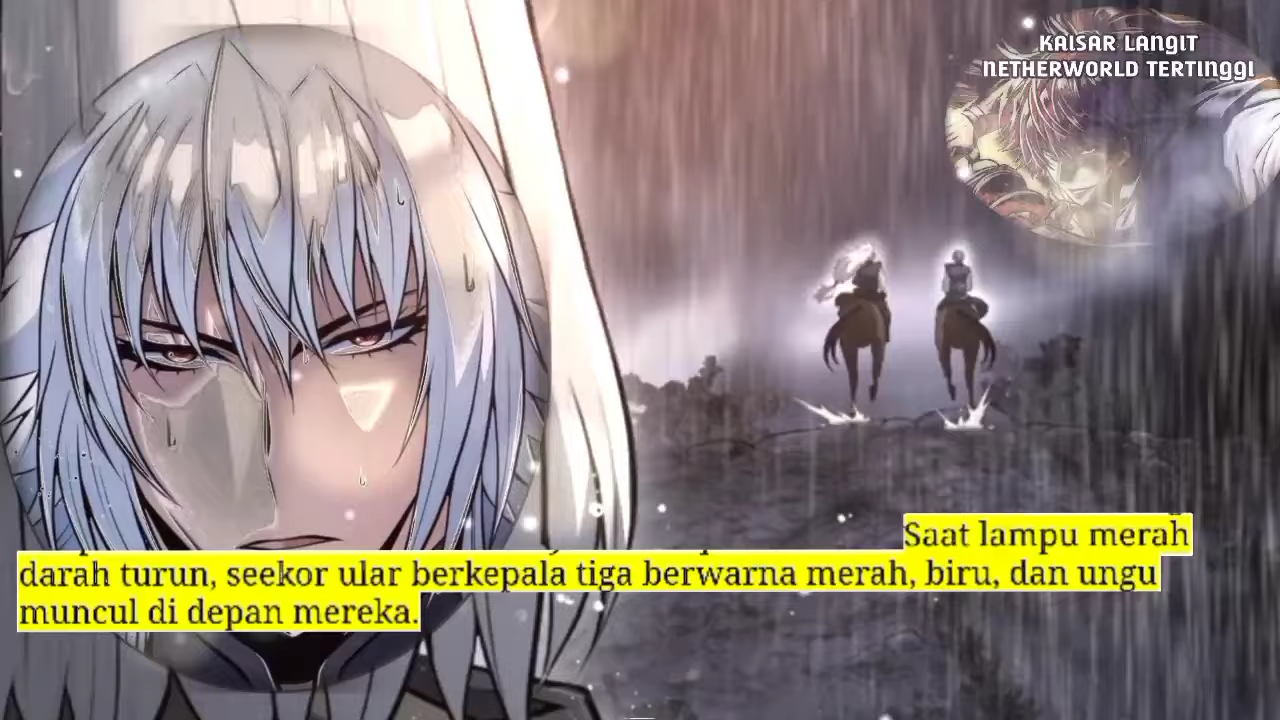 KAISAR LANGIT
NETHERWORLD TERTINGGI
Saat lampu merah
darah turun, seekor ular berkepala tiga berwarna merah, biru, dan ungu
muncul di depan mereka.